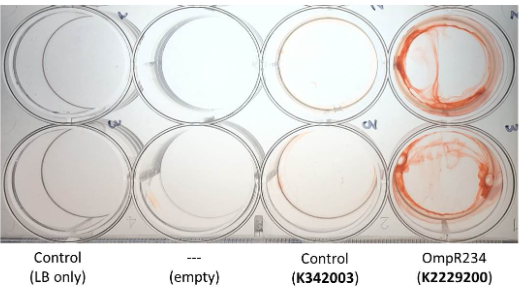 Control
(LB only)
---
(empty)
Control
(K342003)
OmpR234
(K2229200)